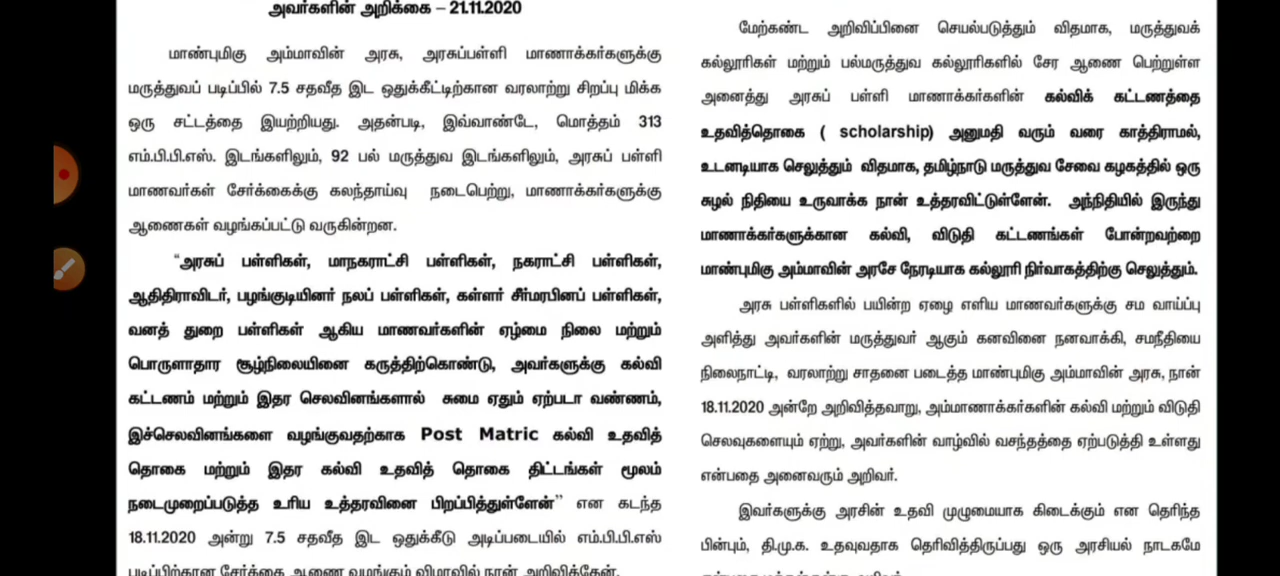 அவர்களின் அறிக்கை – 21.11.2020
மாண்புமிகு அம்மாவின் அரசு, அரசுப்பள்ளி மாணாக்கர்களுக்கு
மருத்துவப் படிப்பில் 7.5 சதவீத இட ஒதுக்கீட்டிற்கான வரலாற்று சிறப்பு மிக்க
ஒரு சட்டத்தை இயற்றியது. அதன்படி, இவ்வாண்டே, மொத்தம் 313
எம்.பி.பி.எஸ். இடங்களிலும், 92 பல் மருத்துவ இடங்களிலும், அரசுப் பள்ளி
மாணவர்கள் சேர்க்கைக்கு கலந்தாய்வு நடைபெற்று, மாணாக்கர்களுக்கு
ஆணைகள் வழங்கப்பட்டு வருகின்றன.
“அரசுப் பள்ளிகள், மாநகராட்சி பள்ளிகள், நகராட்சி பள்ளிகள்,
ஆதிதிராவிடர், பழங்குடியினர் நலப் பள்ளிகள், கள்ளர் சீர்மரபினப் பள்ளிகள்,
வனத் துறை பள்ளிகள் ஆகிய மாணவர்களின் ஏழ்மை நிலை மற்றும்
பொருளாதார சூழ்நிலையினை கருத்திற்கொண்டு, அவர்களுக்கு கல்வி
கட்டணம் மற்றும் இதர செலவினங்களால் சுமை ஏதும் ஏற்படா வண்ணம்,
இச்செலவினங்களை வழங்குவதற்காக Post Matric கல்வி உதவித்
தொகை மற்றும் இதர கல்வி உதவித் தொகை திட்டங்கள் மூலம்
நடைமுறைப்படுத்த உரிய உத்தரவினை பிறப்பித்துள்ளேன்” என கடந்த
18.11.2020 அன்று 7.5 சதவீத இட ஒதுக்கீடு அடிப்படையில் எம்.பி.பி.எஸ்
படிப்பிற்கான சேர்க்கை ஆணை வழங்கும் விழாவில் நான் அறிவித்தேன்.
மேற்கண்ட அறிவிப்பினை செயல்படுத்தும் விதமாக, மருத்துவக்
கல்லூரிகள் மற்றும் பல்மருத்துவ கல்லூரிகளில் சேர ஆணை பெற்றுள்ள
அனைத்து அரசுப் பள்ளி மாணாக்கர்களின் கல்விக் கட்டணத்தை
உதவித்தொகை ( scholarship) அனுமதி வரும் வரை காத்திராமல்,
உடனடியாக செலுத்தும் விதமாக, தமிழ்நாடு மருத்துவ சேவை கழகத்தில் ஒரு
சுழல் நிதியை உருவாக்க நான் உத்தரவிட்டுள்ளேன். அந்நிதியில் இருந்து
மாணாக்கர்களுக்கான கல்வி, விடுதி கட்டணங்கள் போன்றவற்றை
மாண்புமிகு அம்மாவின் அரசே நேரடியாக கல்லூரி நிர்வாகத்திற்கு செலுத்தும்.
அரசு பள்ளிகளில் பயின்ற ஏழை எளிய மாணவர்களுக்கு சம வாய்ப்பு
அளித்து அவர்களின் மருத்துவர் ஆகும் கனவினை நனவாக்கி, சமநீதியை
நிலைநாட்டி, வரலாற்று சாதனை படைத்த மாண்புமிகு அம்மாவின் அரசு, நான்
18.11.2020 அன்றே அறிவித்தவாறு, அம்மாணாக்கர்களின் கல்வி மற்றும் விடுதி
செலவுகளையும் ஏற்று, அவர்களின் வாழ்வில் வசந்தத்தை ஏற்படுத்தி உள்ளது
என்பதை அனைவரும் அறிவர்.
இவர்களுக்கு அரசின் உதவி முழுமையாக கிடைக்கும் என தெரிந்த
பின்பும், தி.மு.க. உதவுவதாக தெரிவித்திருப்பது ஒரு அரசியல் நாடகமே